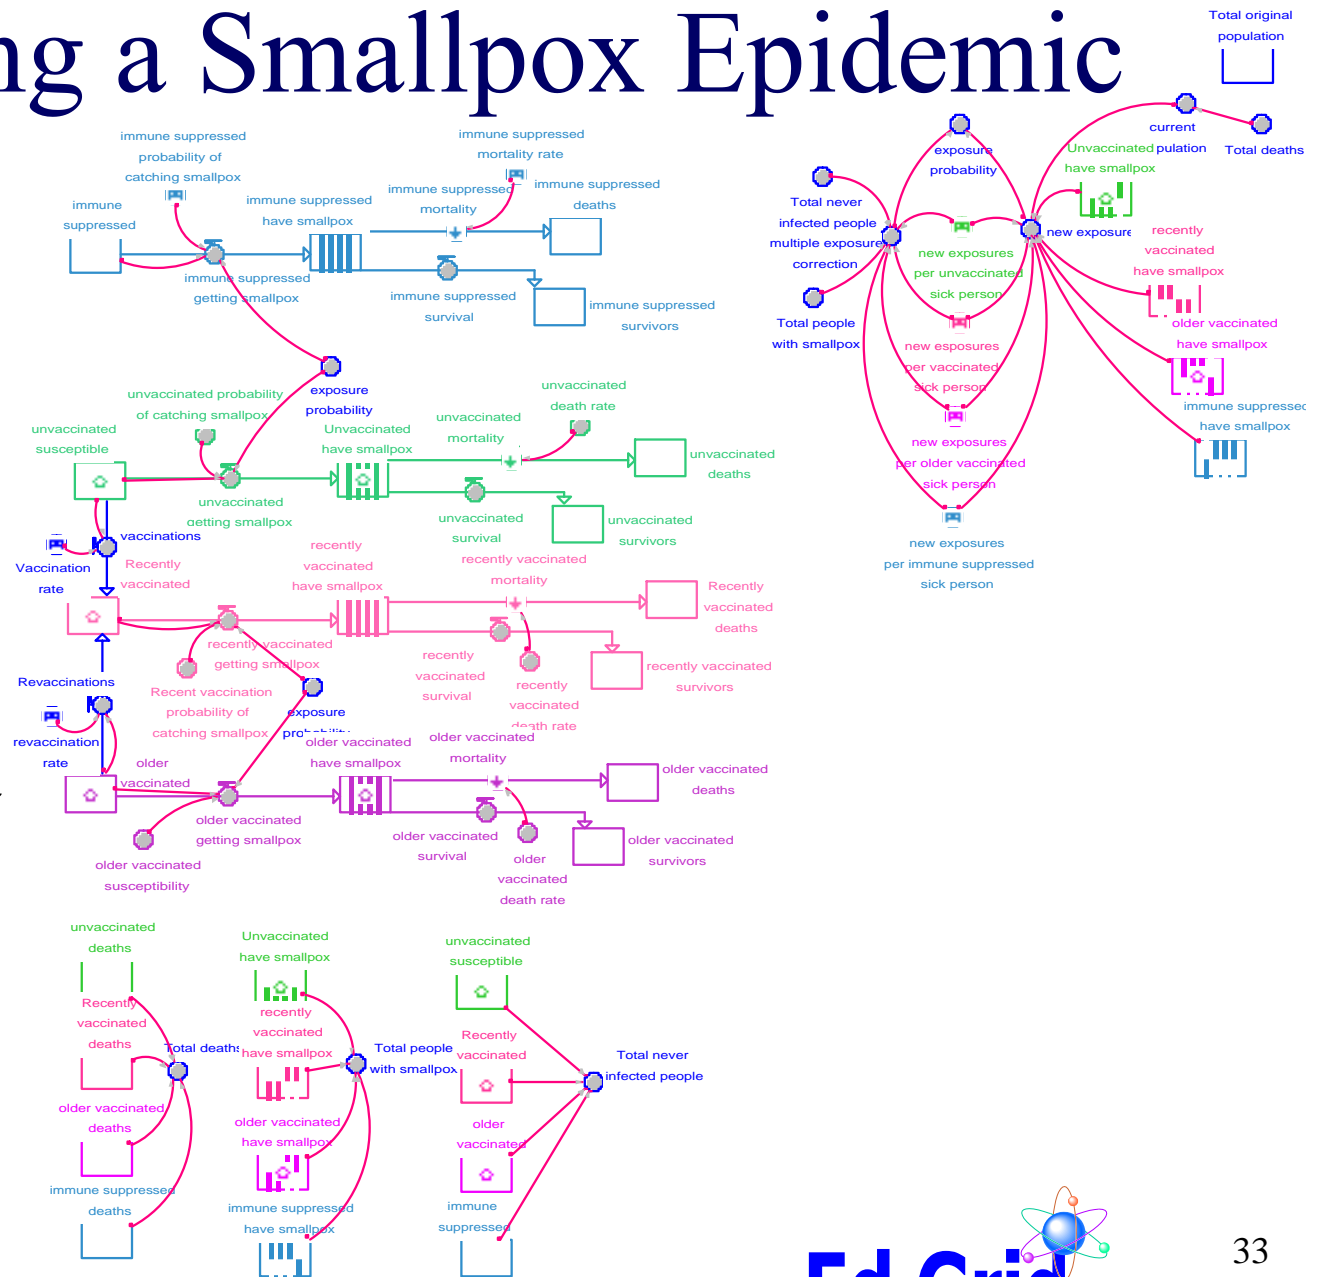 ng a Smallpox Epidemic
Total original
population
immune suppressed
probability of
catching smallpox
immune
suppressed
immune suppressed
have smallpox
immune suppressed
getting smallpox
immune suppressed
mortality rate
immune suppressed
mortality
immune suppressed
deaths
immune suppressed
survival
immune suppressed
survivors
exposure
probability
unvaccinated probability
of catching smallpox
unvaccinated
susceptible
unvaccinated
getting smallpox
Unvaccinated
have smallpox
unvaccinated
mortality
unvaccinated
death rate
unvaccinated
deaths
unvaccinated
survival
unvaccinated
survivors
vaccinations
Vaccination
rate
Recently
vaccinated
recently
vaccinated
have smallpox
recently vaccinated
mortality
Recently
vaccinated
deaths
recently vaccinated
getting smallpox
Recent vaccination
probability of
catching smallpox
recently
vaccinated
survival
recently
vaccinated
death rate
recently vaccinated
survivors
Revaccinations
revaccination
rate
exposure
probability
older
vaccinated
older vaccinated
have smallpox
older vaccinated
mortality
older vaccinated
deaths
older vaccinated
getting smallpox
older vaccinated
susceptibility
older vaccinated
survival
older
vaccinated
death rate
older vaccinated
survivors
exposure
probability
current
pulation
Total deaths
Unvaccinated
have smallpox
Total never
infected people
multiple exposure
correction
new exposure
new exposures
per unvaccinated
sick person
recently
vaccinated
have smallpox
Total people
with smallpox
new esposures
per vaccinated
sick person
older vaccinated
have smallpox
new exposures
per older vaccinated
sick person
immune suppressed
have smallpox
new exposures
per immune suppressed
sick person
unvaccinated
deaths
Recently
vaccinated
deaths
Total deaths
older vaccinated
deaths
immune suppressed
deaths
Unvaccinated
have smallpox
recently
vaccinated
have smallpox
Total people
with smallpox
older vaccinated
have smallpox
immune suppressed
have smallpox
unvaccinated
susceptible
Recently
vaccinated
Total never
infected people
older
vaccinated
immune
suppressed
Ed Grid
33